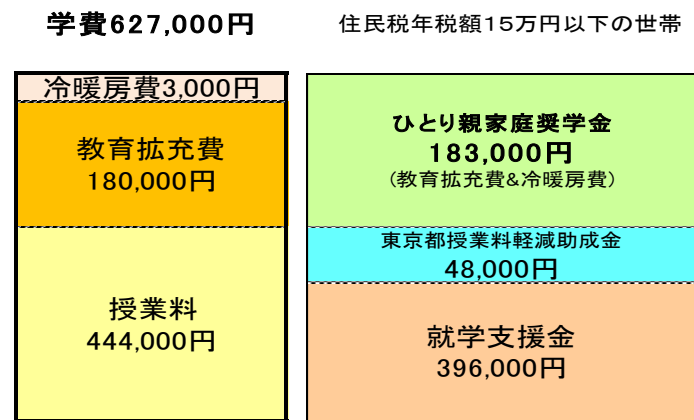 学費627,000円
住民税年税額15万円以下の世帯
冷暖房費3,000円
教育拡充費
180,000円
授業料
444,000円
ひとり親家庭奨学金
183,000円
(教育拡充費&冷暖房費)
東京都授業料軽減助成金
48,000円
就学支援金
396,000円